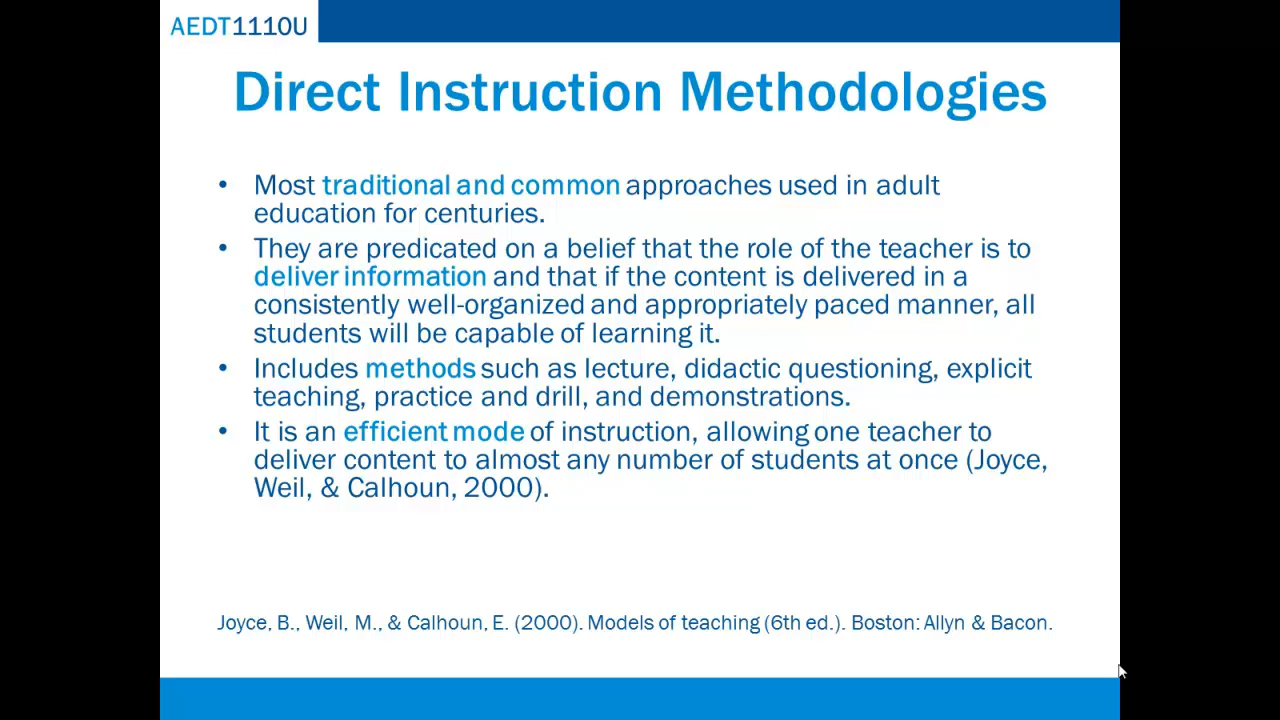 AEDT1110U
Direct Instruction Methodologies
• Most traditional and common approaches used in adult
education for centuries.
• They are predicated on a belief that the role of the teacher is to
deliver information and that if the content is delivered in a
consistently well-organized and appropriately paced manner, all
students will be capable of learning it.
• Includes methods such as lecture, didactic questioning, explicit
teaching, practice and drill, and demonstrations.
• It is an efficient mode of instruction, allowing one teacher to
deliver content to almost any number of students at once (Joyce,
Weil, & Calhoun, 2000).
Joyce, B., Weil, M., & Calhoun, E. (2000). Models of teaching (6th ed.). Boston: Allyn & Bacon.